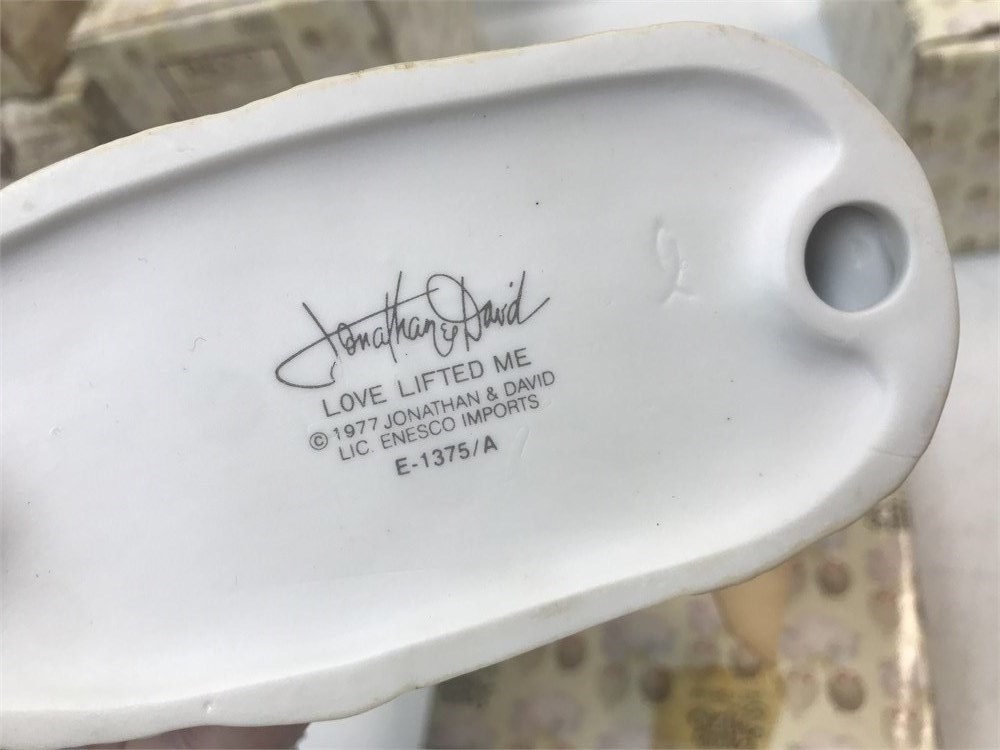 Jonathan & David
LOVE LIFTED ME
© 1977 JONATHAN & DAVID
LIC. ENESCO IMPORTS
E-1375/A